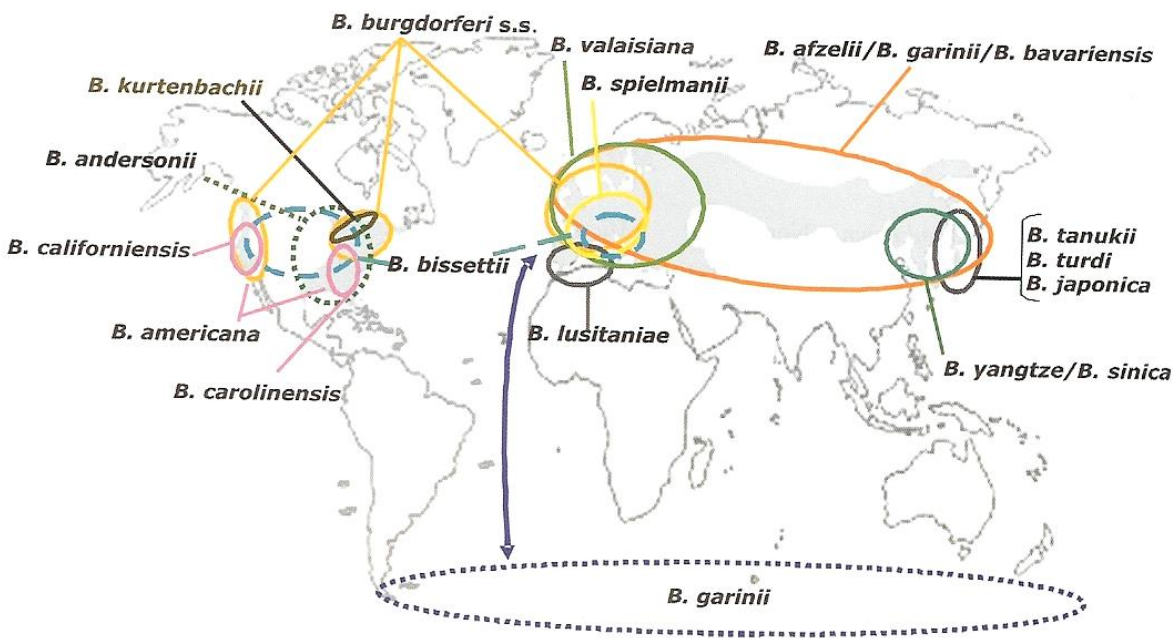 B. burgdorferi s.s.
B. valaisiana
B. afzelii/B. garinii/B. bavariensis
B. spielmanii
B. kurtenbachii
B. andersonii
B. californiensis
B. bissettii
B. tanukii
B. turdi
B. japonica
B. americana
B. lusitaniae
B. yangtze/B. sinica
B. carolinensis
B. garinii